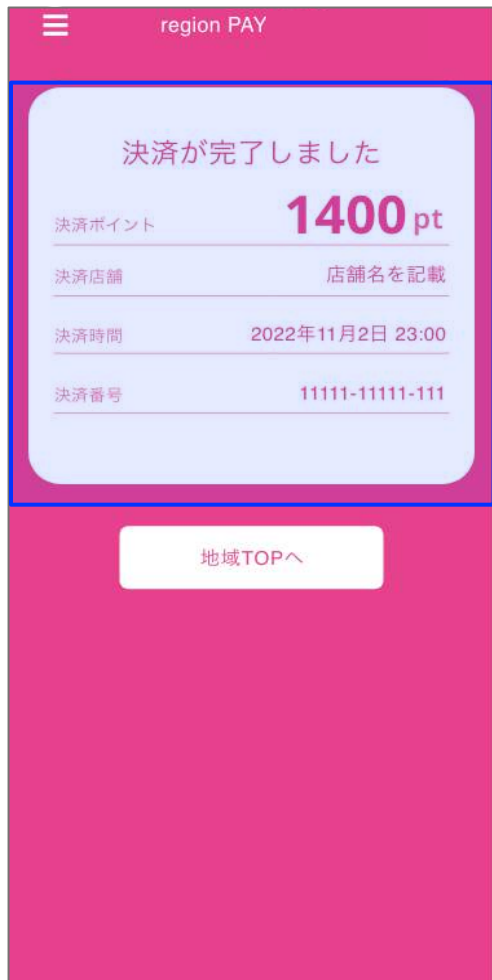 region PAY
決済が完了しました
決済ポイント 1400 pt
決済店舗 店舗名を記載
決済時間 2022年11月2日 23:00
決済番号 11111-11111-111
地域TOPへ